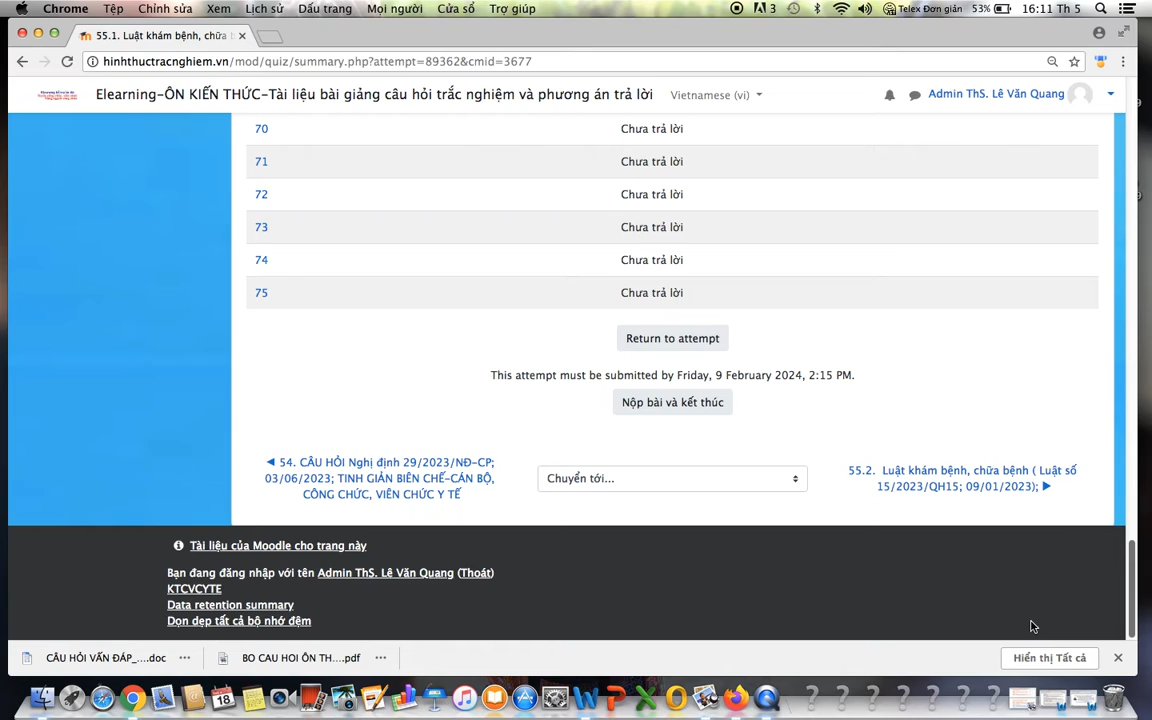 Chrome Tệp Chỉnh sửa Xem Lịch sử Dấu trang Mọi người Cửa sổ Trợ giúp 3 Telex Đơn giản 53% 16:11 Th 5
55.1. Luật khám bệnh, chữa b
hinhthuctracnghiem.vn/mod/quiz/summary.php?attempt=89362&cmid=3677
Elearning-ÔN KIẾN THỨC-Tài liệu bài giảng câu hỏi trắc nghiệm và phương án trả lời Vietnamese (vi) Admin ThS. Lê Văn Quang
70 Chưa trả lời
71 Chưa trả lời
72 Chưa trả lời
73 Chưa trả lời
74 Chưa trả lời
75 Chưa trả lời
Return to attempt
This attempt must be submitted by Friday, 9 February 2024, 2:15 PM.
Nộp bài và kết thúc
◄ 54. CÂU HỎI Nghị định 29/2023/NĐ-CP;
03/06/2023; TINH GIẢN BIÊN CHẾ-CÁN BỘ,
CÔNG CHỨC, VIÊN CHỨC Y TẾ
Chuyển tới...
55.2. Luật khám bệnh, chữa bệnh ( Luật số
15/2023/QH15; 09/01/2023); ►
Tài liệu của Moodle cho trang này
Bạn đang đăng nhập với tên Admin ThS. Lê Văn Quang (Thoát)
KTCVCYTE
Data retention summary
Dọn dẹp tất cả bộ nhớ đệm
CÂU HỎI VẤN ĐÁP_....doc BO CAU HOI ÔN TH....pdf Hiển thị Tất cả
18